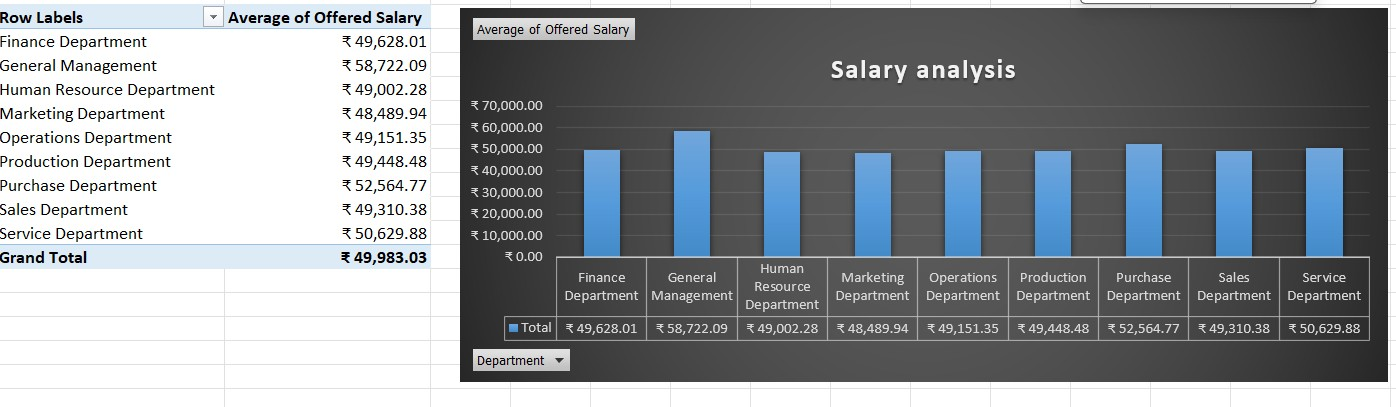 Row Labels Average of Offered Salary
Finance Department ₹ 49,628.01
General Management ₹ 58,722.09
Human Resource Department ₹ 49,002.28
Marketing Department ₹ 48,489.94
Operations Department ₹ 49,151.35
Production Department ₹ 49,448.48
Purchase Department ₹ 52,564.77
Sales Department ₹ 49,310.38
Service Department ₹ 50,629.88
Grand Total ₹ 49,983.03
Average of Offered Salary
Salary analysis
₹ 70,000.00
₹ 60,000.00
₹ 50,000.00
₹ 40,000.00
₹ 30,000.00
₹ 20,000.00
₹ 10,000.00
₹ 0.00
Finance
Department
General
Management
Human
Resource
Department
Marketing
Department
Operations
Department
Production
Department
Purchase
Department
Sales
Department
Service
Department
Total ₹ 49,628.01 ₹ 58,722.09 ₹ 49,002.28 ₹ 48,489.94 ₹ 49,151.35 ₹ 49,448.48 ₹ 52,564.77 ₹ 49,310.38 ₹ 50,629.88
Department